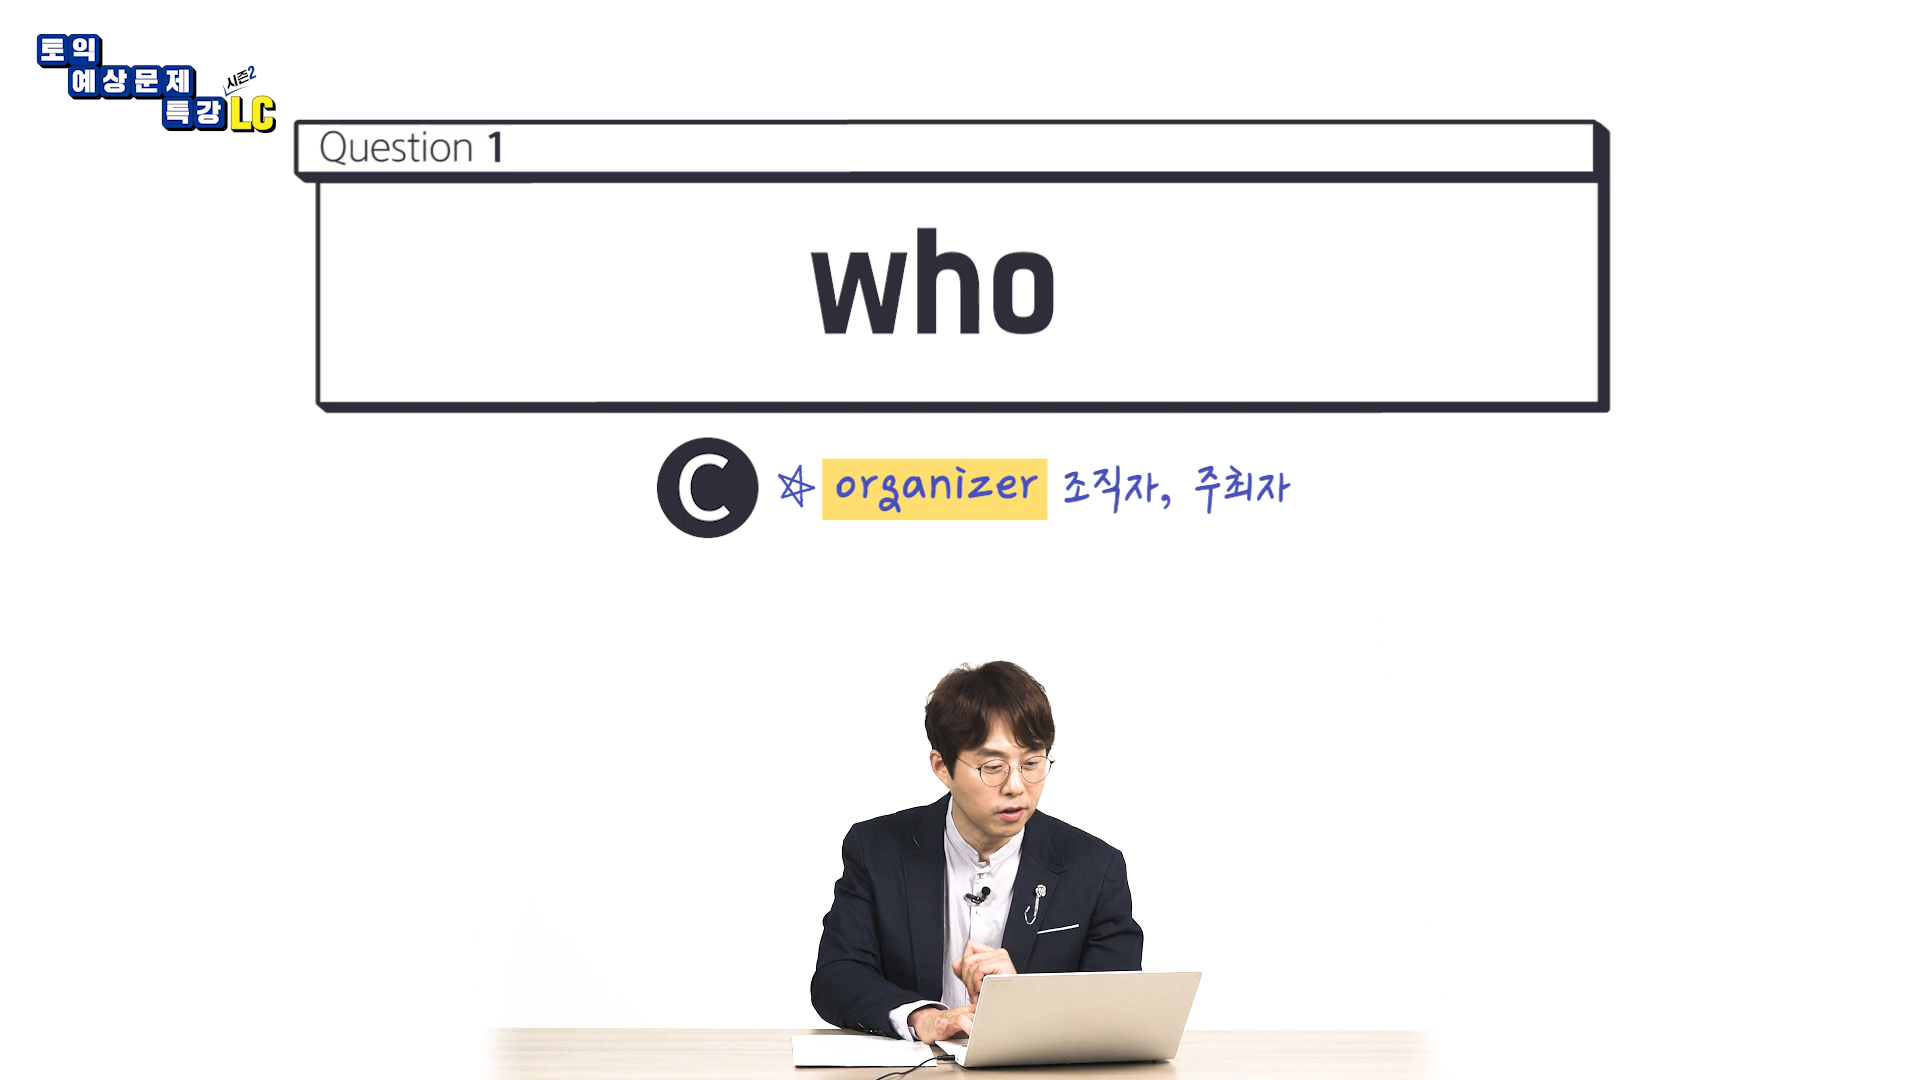 토익
예상문제
시즌2
특강 LC
Question 1
who
C ☆ organizer 조직자, 주최자